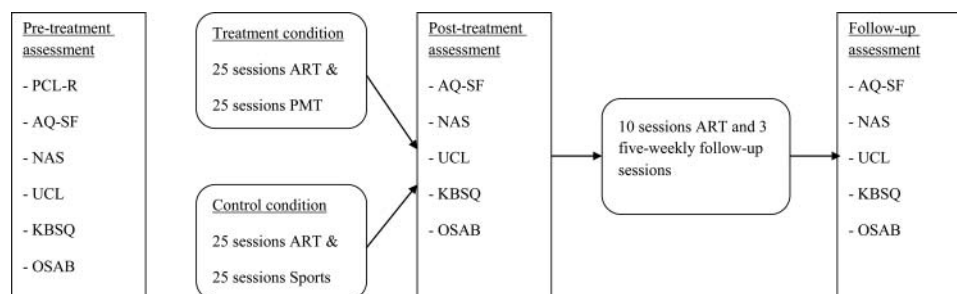 Pre-treatment
assessment
- PCL-R
- AQ-SF
- NAS
- UCL
- KBSQ
- OSAB
Treatment condition
25 sessions ART &
25 sessions PMT
Control condition
25 sessions ART &
25 sessions Sports
Post-treatment
assessment
- AQ-SF
- NAS
- UCL
- KBSQ
- OSAB
10 sessions ART and 3
five-weekly follow-up
sessions
Follow-up
assessment
- AQ-SF
- NAS
- UCL
- KBSQ
- OSAB